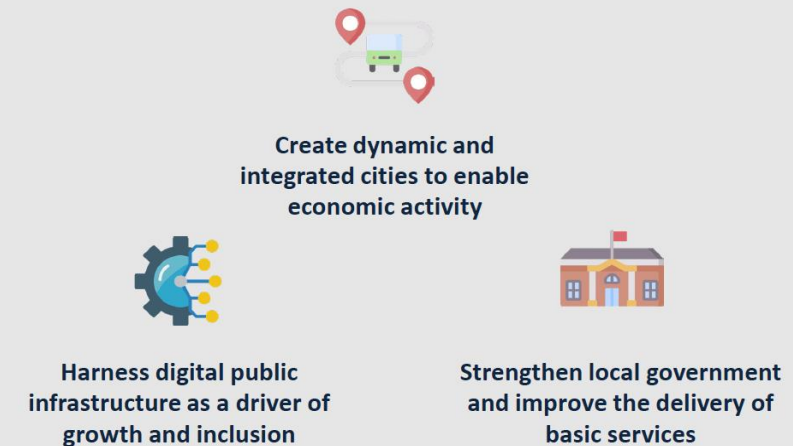 Create dynamic and
integrated cities to enable
economic activity
Harness digital public
infrastructure as a driver of
growth and inclusion
Strengthen local government
and improve the delivery of
basic services